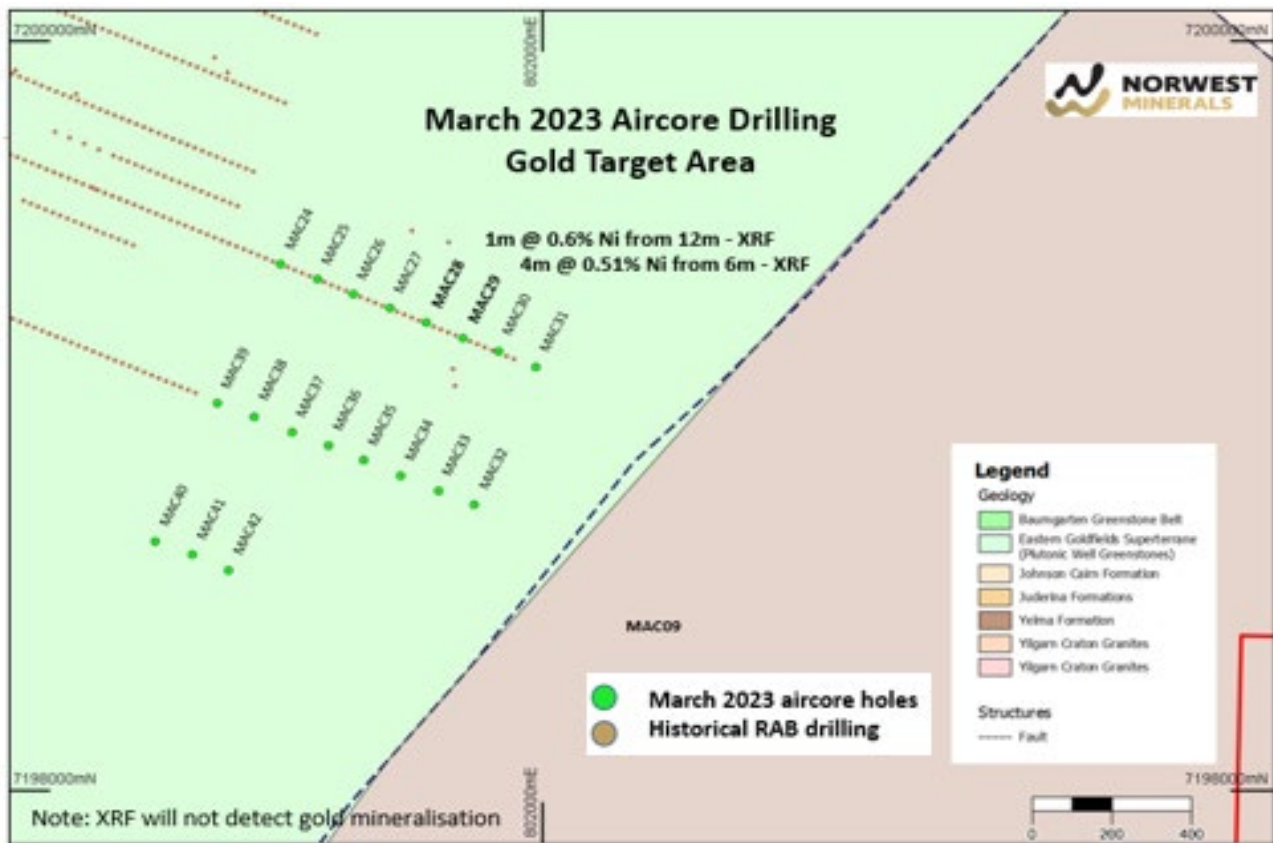 7200000mN
802000mE
7200000mN
NORWEST
MINERALS
March 2023 Aircore Drilling
Gold Target Area
1m @ 0.6% Ni from 12m - XRF
4m @ 0.51% Ni from 6m - XRF
MAC24
MAC25
MAC26
MAC27
MAC28
MAC29
MAC30
MAC31
MAC39
MAC38
MAC37
MAC36
MAC35
MAC34
MAC33
MAC32
MAC40
MAC41
MAC42
MAC09
Legend
Geology
Baumgarten Greenstone Belt
Eastern Goldfields Superterrane
(Plutonic Well Greenstones)
Johnson Cairn Formation
Juderina Formations
Yelma Formation
Yilgarn Craton Granites
Yilgarn Craton Granites
Structures
Fault
March 2023 aircore holes
Historical RAB drilling
7198000mN
802000mE
7198000mN
Note: XRF will not detect gold mineralisation
0 200 400